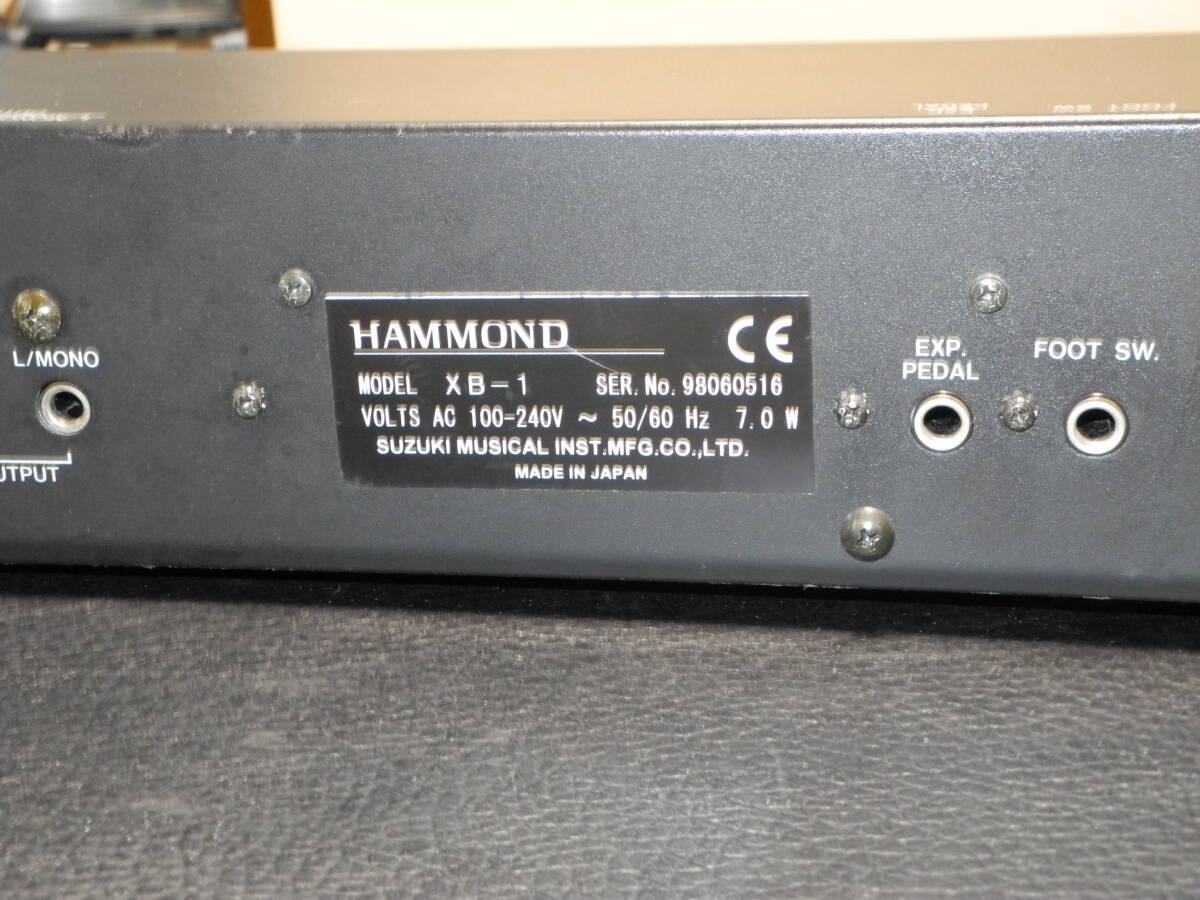 L/MONO
HAMMOND CE
MODEL XB-1 SER. No. 98060516
VOLTS AC 100-240V ~ 50/60 Hz 7.0 W
SUZUKI MUSICAL INST.MFG.CO.,LTD.
MADE IN JAPAN
EXP.
PEDAL
FOOT SW.